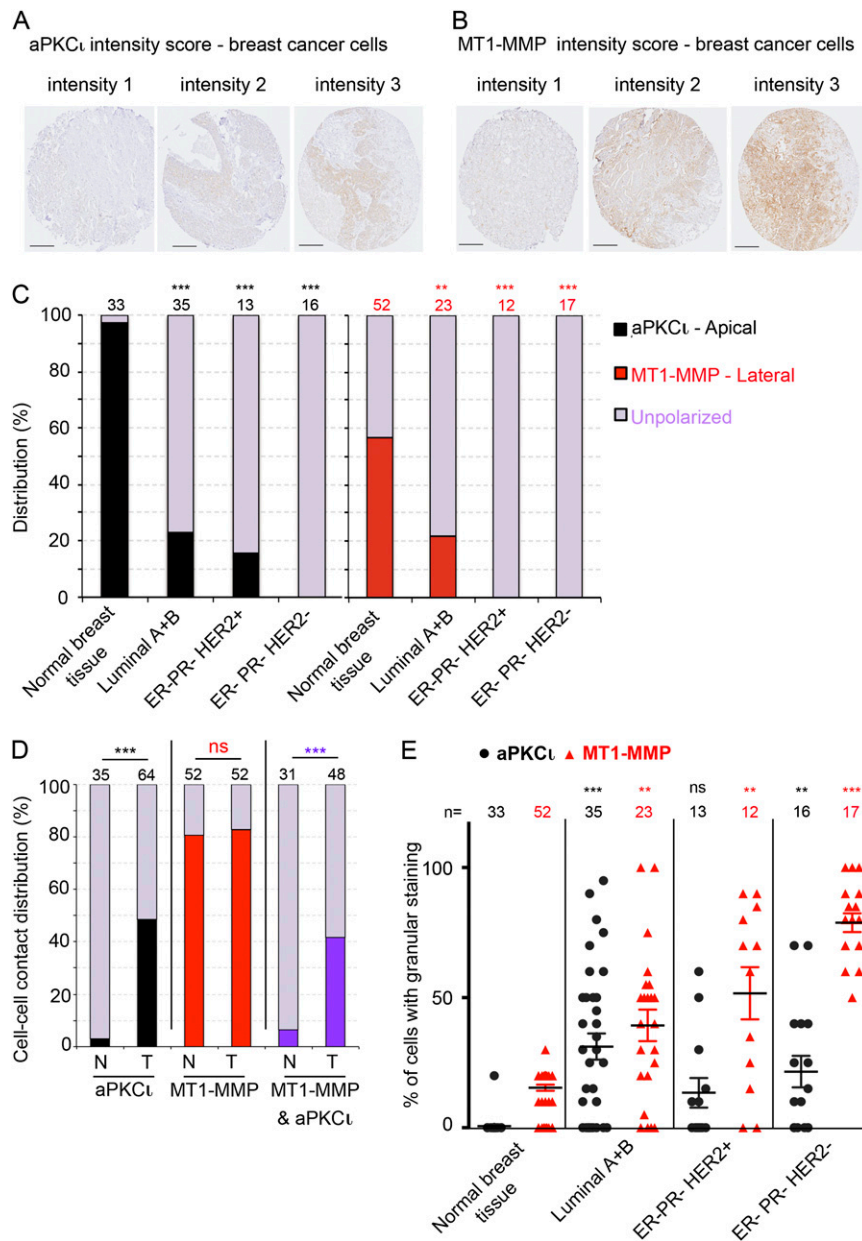 A
aPKCι intensity score - breast cancer cells
intensity 1 intensity 2 intensity 3
B
MT1-MMP intensity score - breast cancer cells
intensity 1 intensity 2 intensity 3
C
*** *** *** ** *** ***
33 35 13 16 52 23 12 17
Distribution (%)
100
80
60
40
20
0
Normal breast
tissue
Luminal A+B
ER-PR- HER2+
ER- PR- HER2-
Normal breast
tissue
Luminal A+B
ER-PR- HER2+
ER- PR- HER2-
aPKCι - Apical
MT1-MMP - Lateral
Unpolarized
D
*** ns ***
35 64 52 52 31 48
Cell-cell contact distribution (%)
100
80
60
40
20
0
N T N T N T
aPKCι MT1-MMP MT1-MMP
& aPKCι
E
aPKCι MT1-MMP
*** ** ns ** ** ***
n= 33 52 35 23 13 12 16 17
% of cells with granular staining
100
50
0
Normal breast
tissue
Luminal A+B
ER-PR- HER2+
ER- PR- HER2-